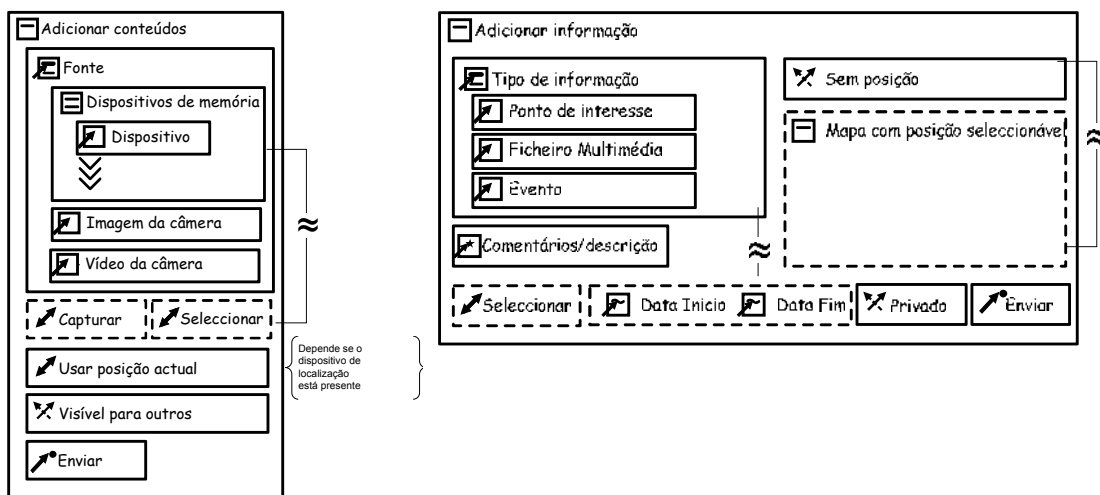 Adicionar conteúdos
Fonte
Dispositivos de memória
Dispositivo
Imagem da câmera
Vídeo da câmera
Capturar
Seleccionar
Usar posição actual
Visível para outros
Enviar
Depende se o
dispositivo de
localização
está presente
Adicionar informação
Tipo de informação
Ponto de interesse
Ficheiro Multimédia
Evento
Comentários/descrição
Sem posição
Mapa com posição seleccionável
Seleccionar
Data Inicio
Data Fim
Privado
Enviar